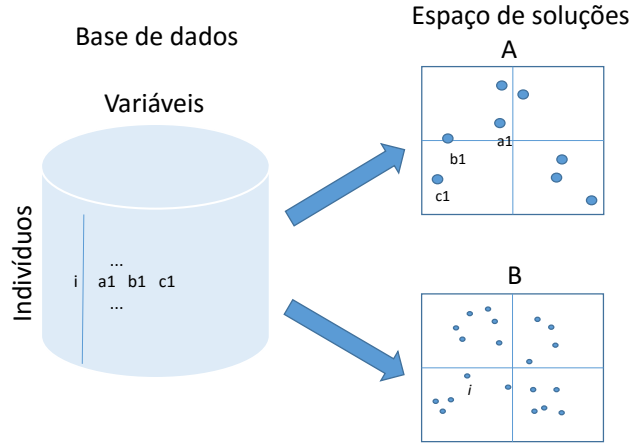 Base de dados
Variáveis
Indivíduos
...
i a1 b1 c1
...
Espaço de soluções
A
a1
b1
c1
B
i